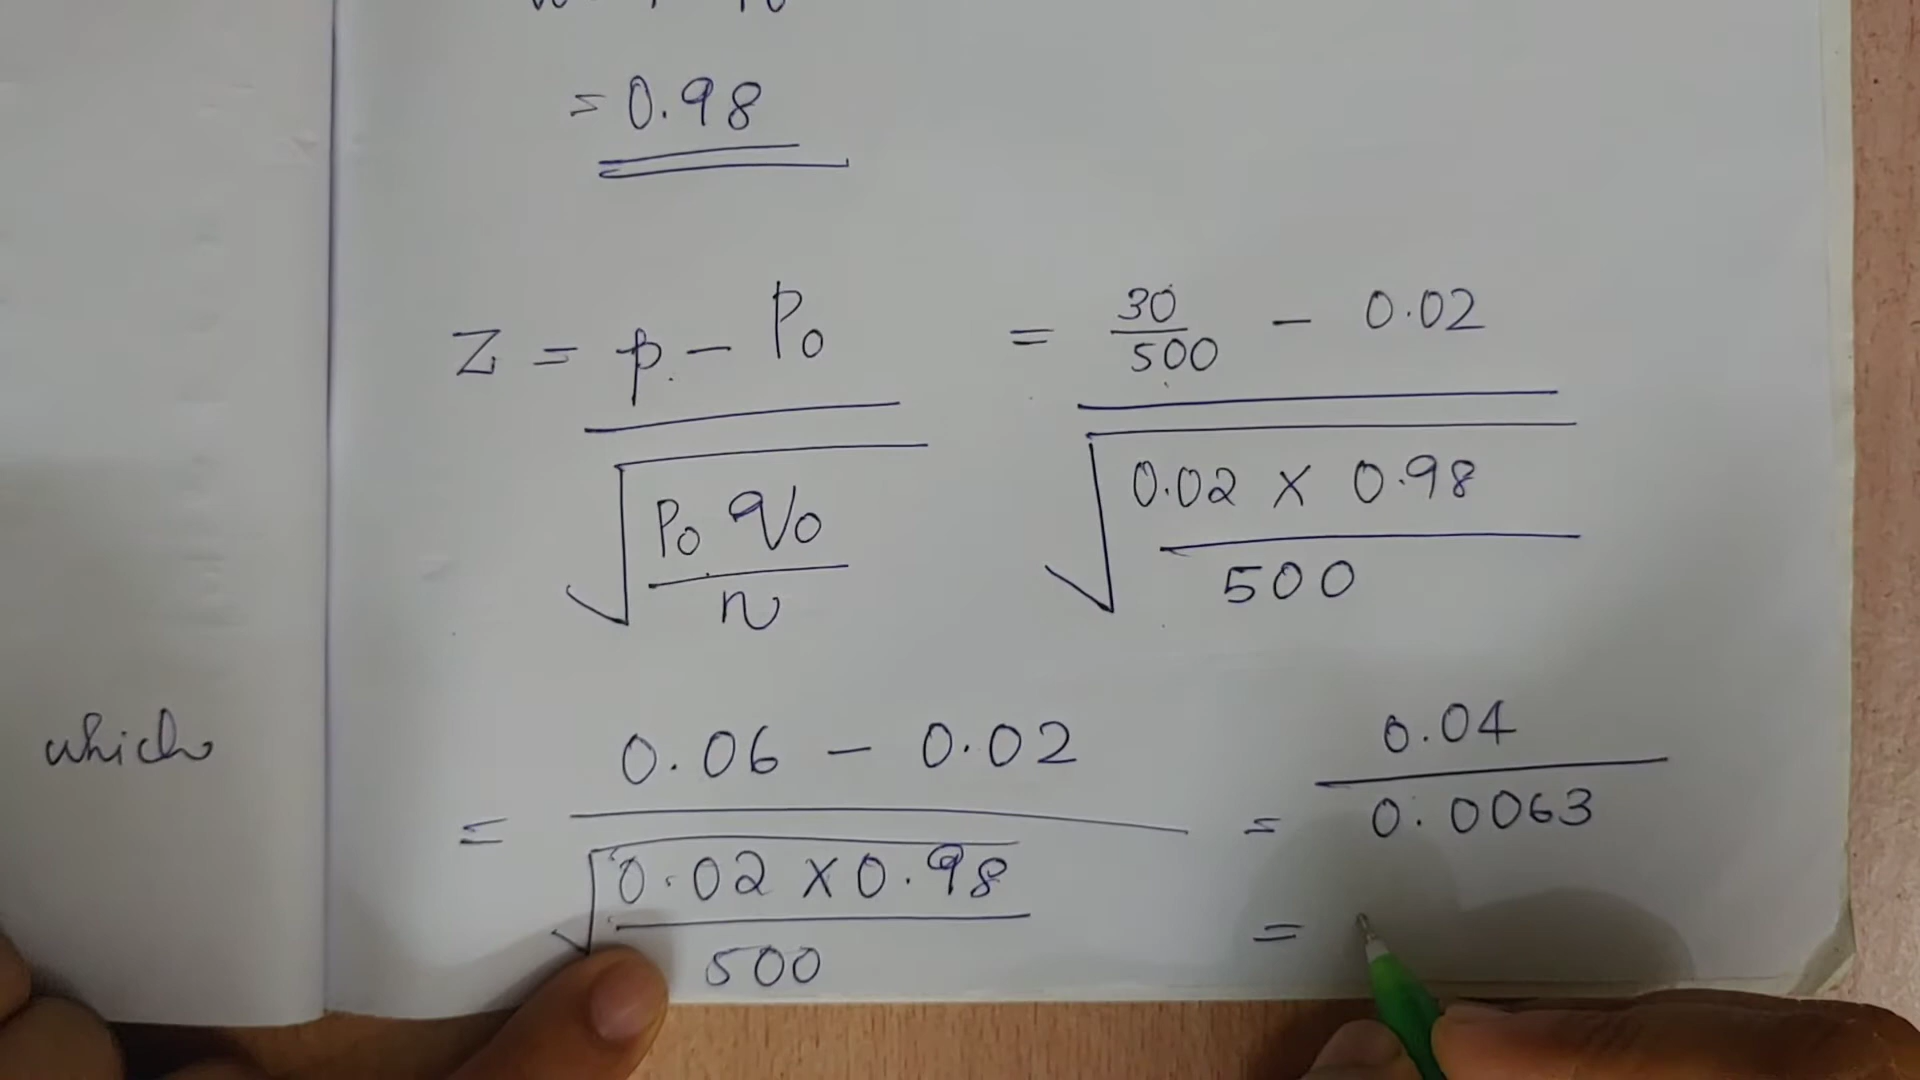 = 0.98
Z = p - P₀ / √(P₀ q₀ / n) = 30/500 - 0.02 / √(0.02 × 0.98 / 500)
which
= 0.06 - 0.02 / √(0.02 × 0.98 / 500) = 0.04 / 0.0063
=